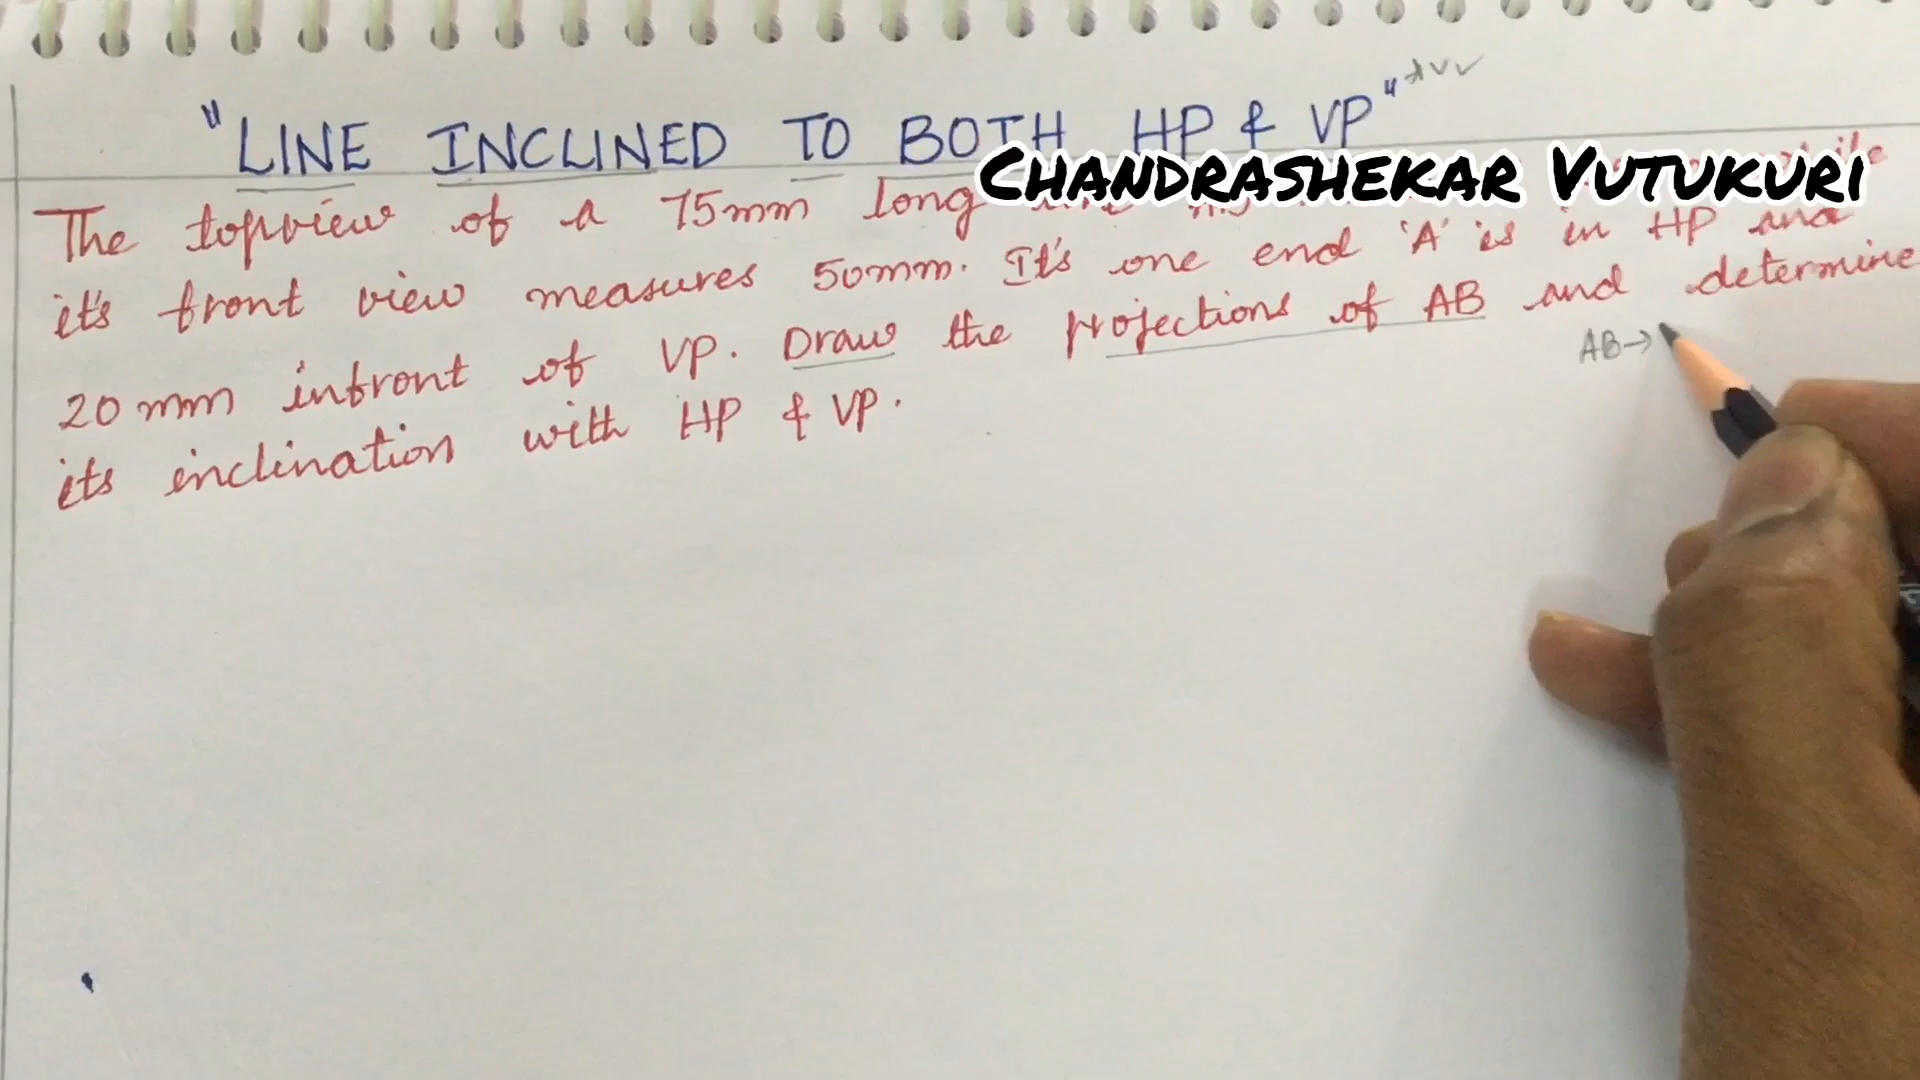 "LINE INCLINED TO BOTH HP & VP"
CHANDRASHEKAR VUTUKURI
The topview of a 75mm long
it's front view measures 50mm. It's one end 'A' is in HP and
20mm infront of VP. Draw the projections of AB and determine
AB→
its inclination with HP & VP.